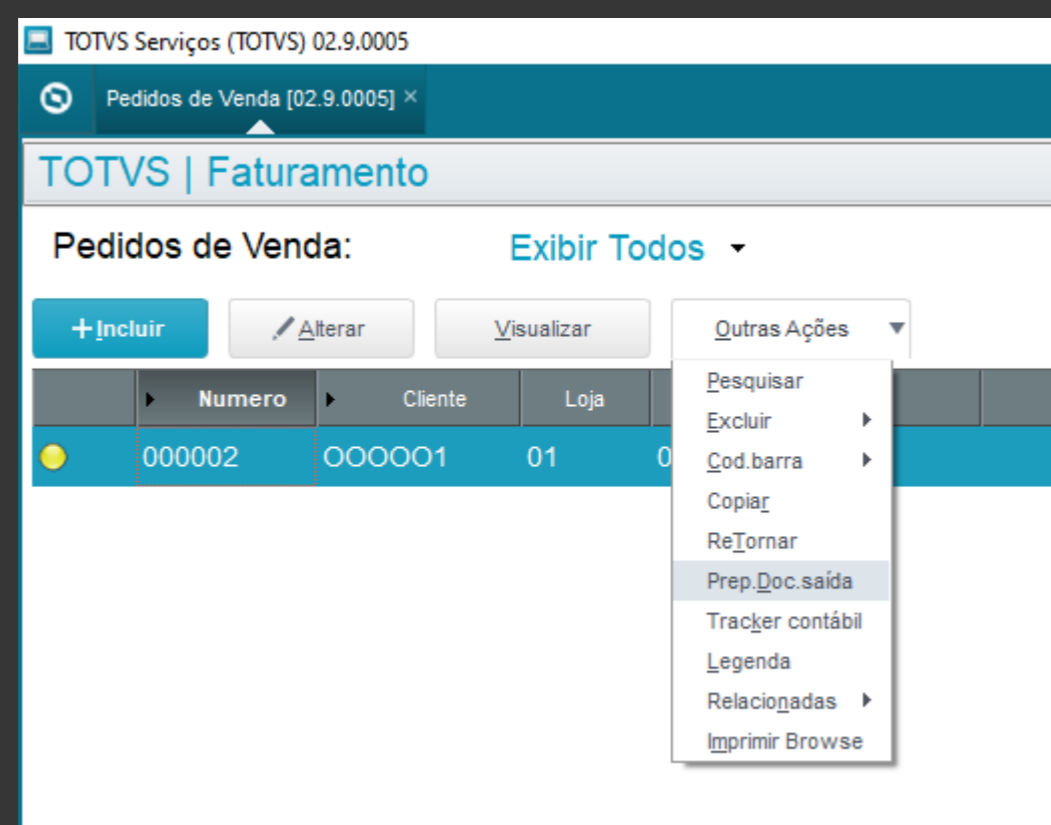 TOTVS Serviços (TOTVS) 02.9.0005
Pedidos de Venda [02.9.0005] ×
TOTVS | Faturamento
Pedidos de Venda: Exibir Todos
+Incluir Alterar Visualizar Outras Ações
Numero Cliente Loja
000002 OOOOO1 01 0
Pesquisar
Excluir
Cod.barra
Copiar
ReTornar
Prep.Doc.saída
Tracker contábil
Legenda
Relacionadas
Imprimir Browse